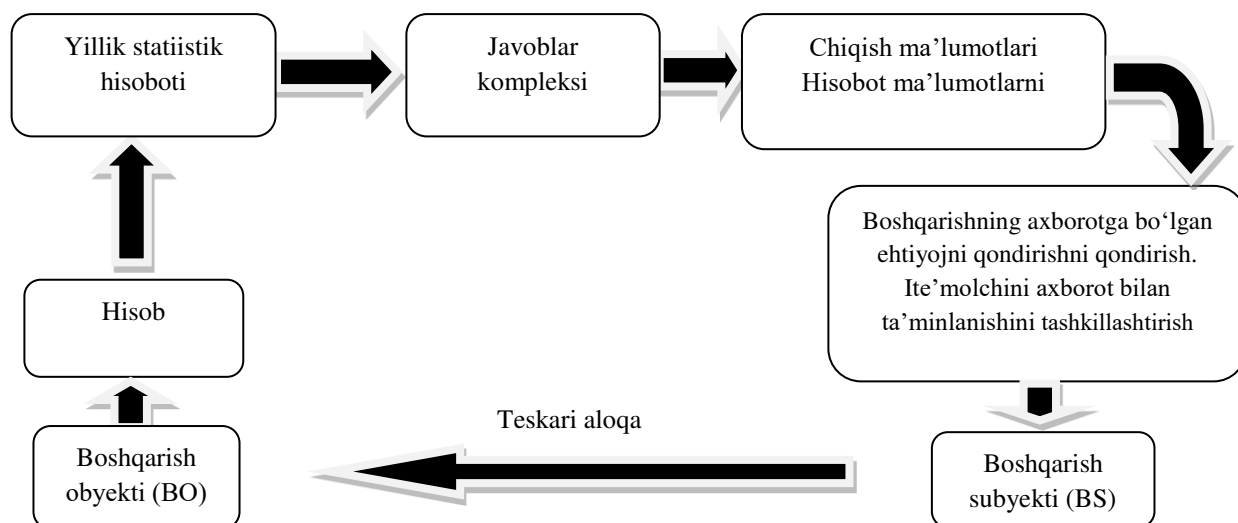 Yillik statiistik
hisoboti
Javoblar
kompleksi
Chiqish ma’lumotlari
Hisobot ma’lumotlarni
Boshqarishning axborotga bo‘lgan
ehtiyojni qondirishni qondirish.
Ite’molchini axborot bilan
ta’minlanishini tashkillashtirish
Hisob
Teskari aloqa
Boshqarish
obyekti (BO)
Boshqarish
subyekti (BS)